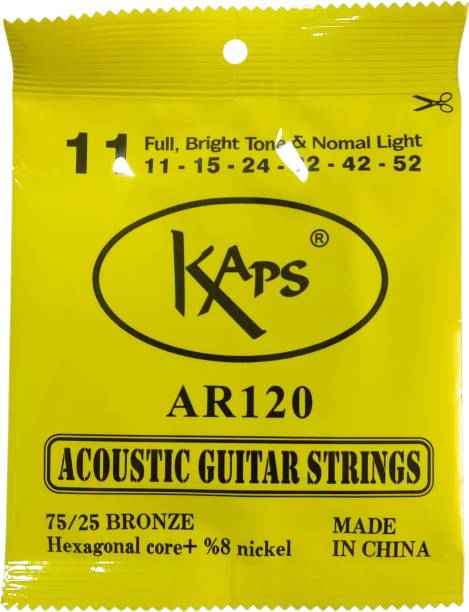 11 Full, Bright Tone & Nomal Light
11 - 15 - 24 - 32 - 42 - 52
KAPS ®
AR120
ACOUSTIC GUITAR STRINGS
75/25 BRONZE
Hexagonal core+ %8 nickel
MADE
IN CHINA